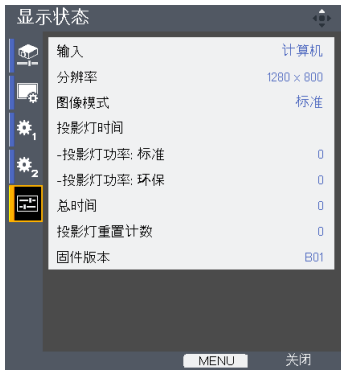 显示状态
输入 计算机
分辨率 1280 x 800
图像模式 标准
投影灯时间
-投影灯功率: 标准 0
-投影灯功率: 环保 0
总时间 0
投影灯重置计数 0
固件版本 B01
1
2
MENU 关闭